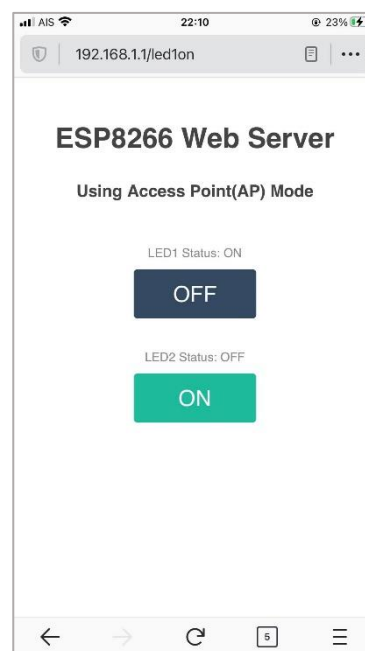 AIS 22:10 23%
192.168.1.1/led1on
ESP8266 Web Server
Using Access Point(AP) Mode
LED1 Status: ON
OFF
LED2 Status: OFF
ON
5